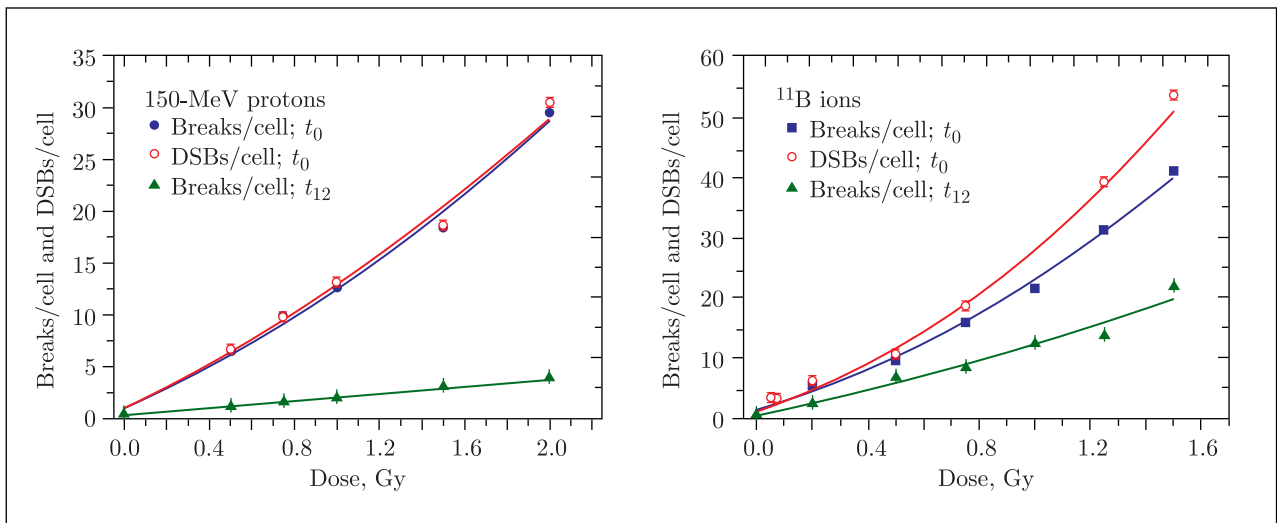 Breaks/cell and DSBs/cell
35
30
25
20
15
10
5
0
150-MeV protons
Breaks/cell; t₀
DSBs/cell; t₀
Breaks/cell; t₁₂
0.0 0.4 0.8 1.2 1.6 2.0
Dose, Gy
Breaks/cell and DSBs/cell
60
50
40
30
20
10
0
¹¹B ions
Breaks/cell; t₀
DSBs/cell; t₀
Breaks/cell; t₁₂
0.0 0.4 0.8 1.2 1.6
Dose, Gy